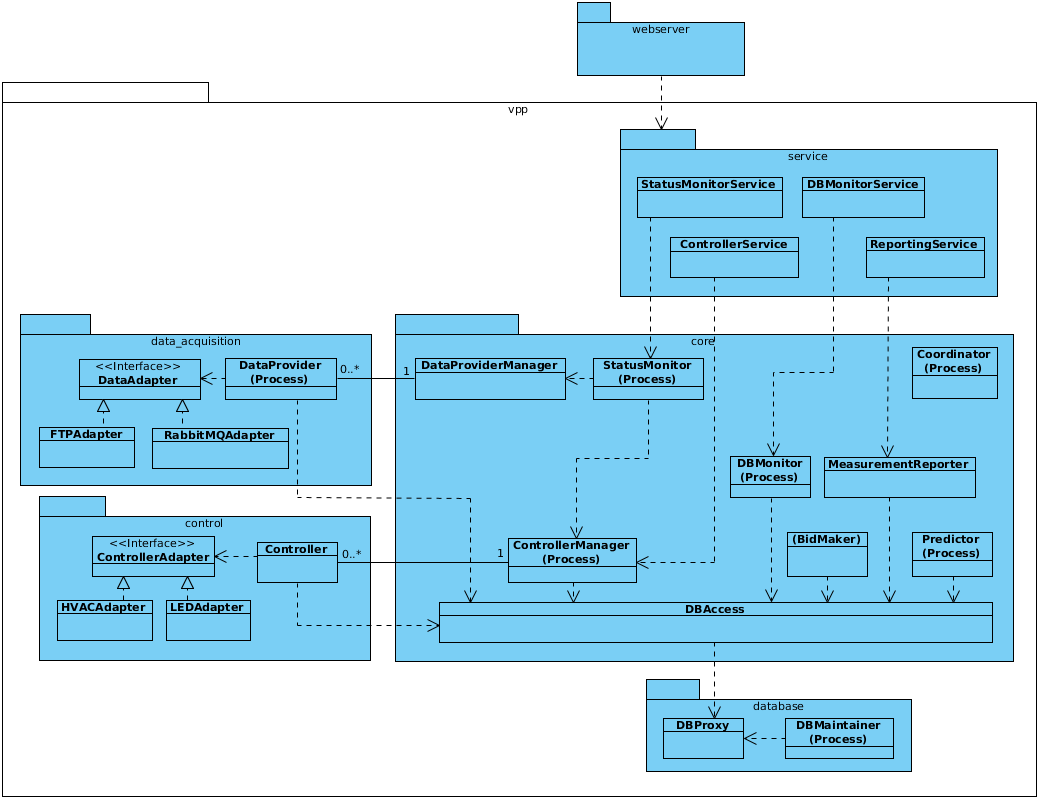 webserver
vpp
service
StatusMonitorService
DBMonitorService
ControllerService
ReportingService
data_acquisition
<<Interface>>
DataAdapter
DataProvider
(Process)
0..*
1
FTPAdapter
RabbitMQAdapter
core
DataProviderManager
StatusMonitor
(Process)
Coordinator
(Process)
DBMonitor
(Process)
MeasurementReporter
control
<<Interface>>
ControllerAdapter
Controller
0..*
1
HVACAdapter
LEDAdapter
ControllerManager
(Process)
(BidMaker)
Predictor
(Process)
DBAccess
database
DBProxy
DBMaintainer
(Process)